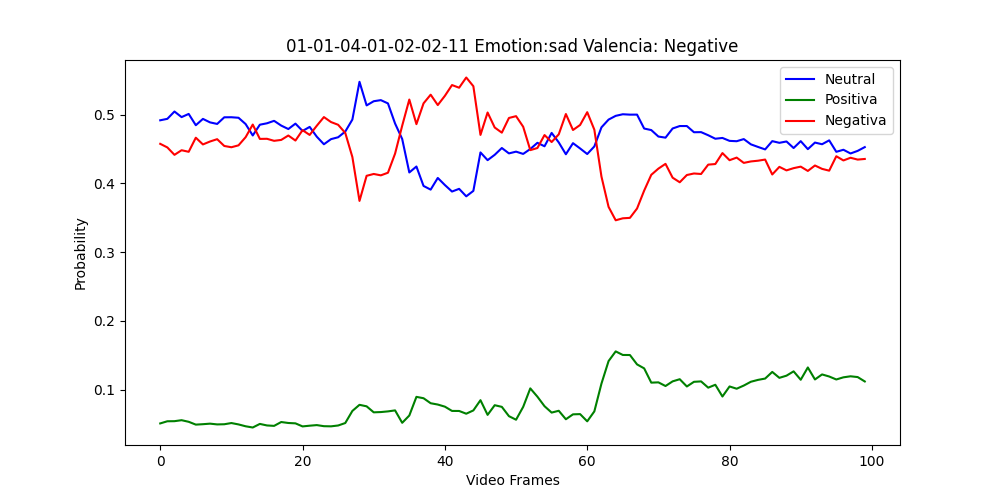 01-01-04-01-02-02-11 Emotion:sad Valencia: Negative
Neutral
Positiva
Negativa
0.5
0.4
0.3
0.2
0.1
Probability
0 20 40 60 80 100
Video Frames